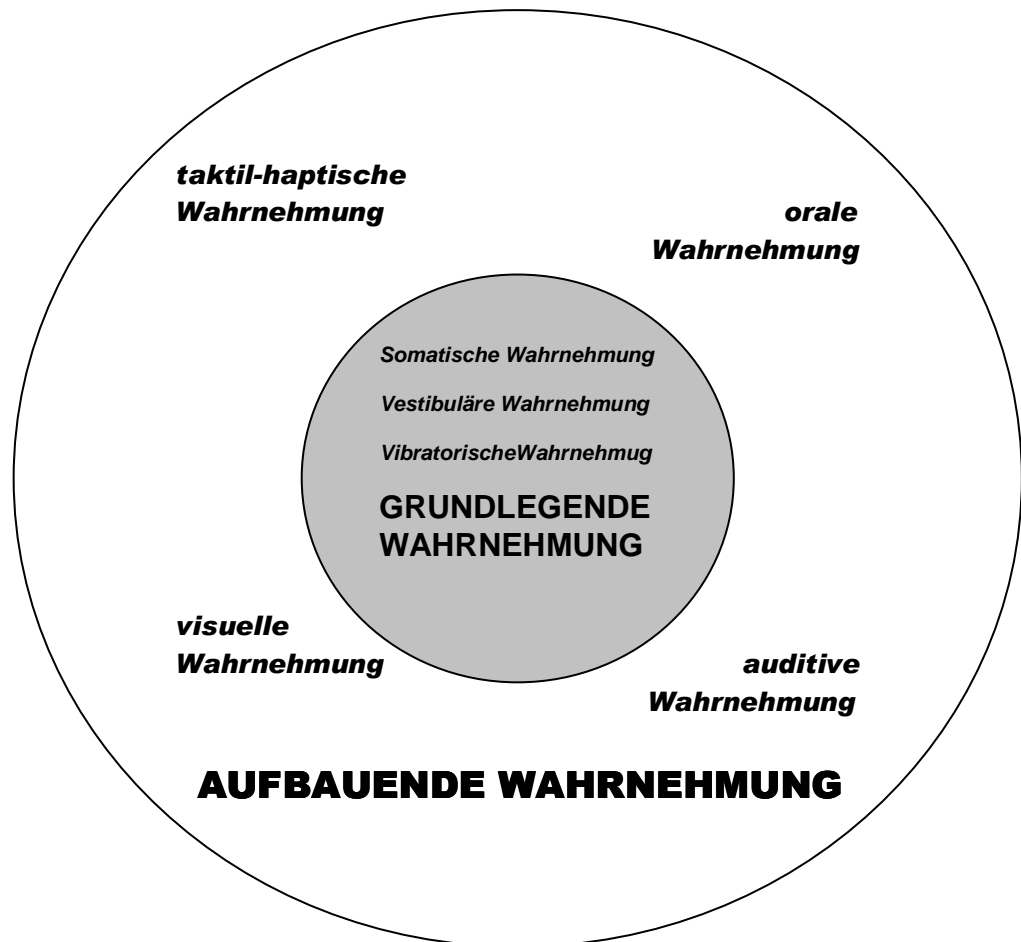 taktil-haptische
Wahrnehmung
orale
Wahrnehmung
Somatische Wahrnehmung
Vestibuläre Wahrnehmung
VibratorischeWahrnehmug
GRUNDLEGENDE
WAHRNEHMUNG
visuelle
Wahrnehmung
auditive
Wahrnehmung
AUFBAUENDE WAHRNEHMUNG